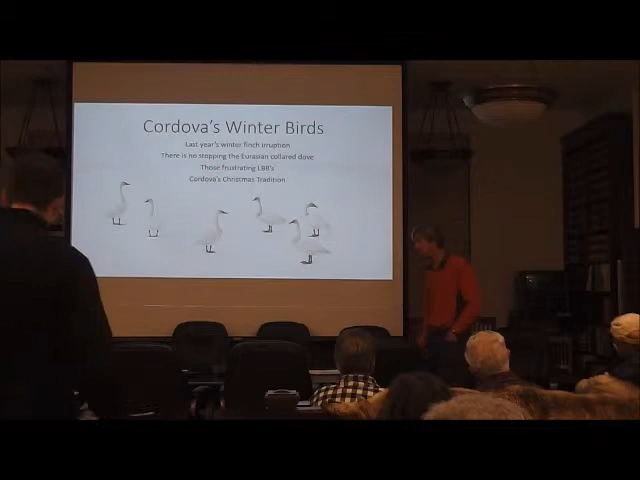 Cordova's Winter Birds
Last year's winter finch irruption
There is no stopping the Eurasian collared dove
Those frustrating LBB's
Cordova's Christmas Tradition